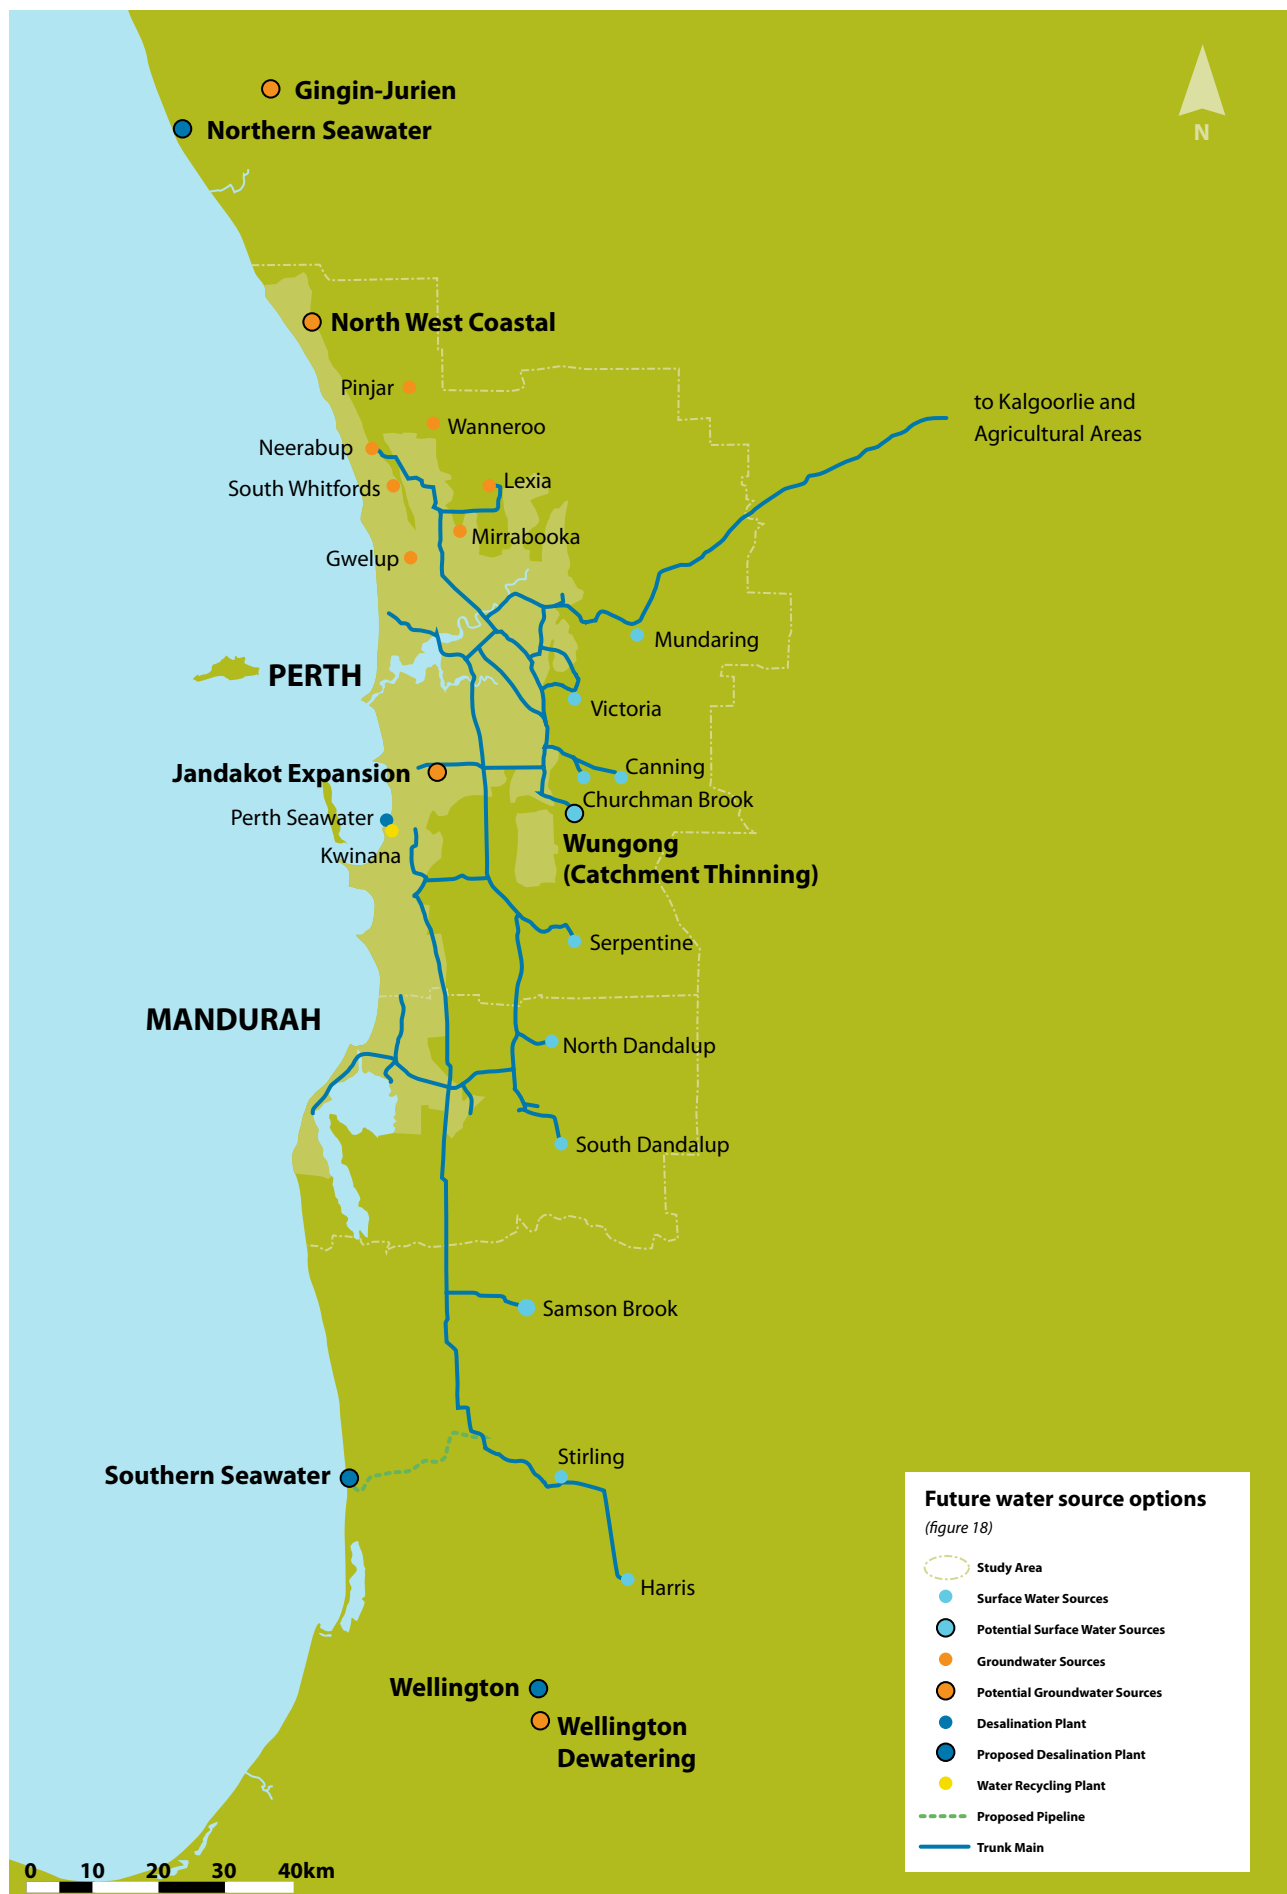 Gingin-Jurien
Northern Seawater
N
North West Coastal
Pinjar
to Kalgoorlie and
Agricultural Areas
Wanneroo
Neerabup
South Whitfords
Lexia
Mirrabooka
Gwelup
Mundaring
PERTH
Victoria
Jandakot Expansion
Canning
Churchman Brook
Perth Seawater
Kwinana
Wungong
(Catchment Thinning)
Serpentine
MANDURAH
North Dandalup
South Dandalup
Samson Brook
Stirling
Southern Seawater
Harris
Wellington
Wellington
Dewatering
Future water source options
(figure 18)
Study Area
Surface Water Sources
Potential Surface Water Sources
Groundwater Sources
Potential Groundwater Sources
Desalination Plant
Proposed Desalination Plant
Water Recycling Plant
Proposed Pipeline
Trunk Main
0 10 20 30 40km